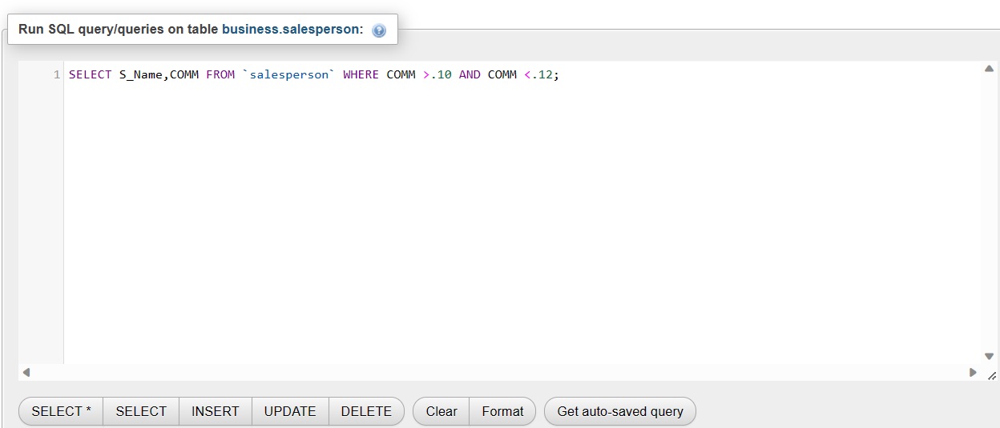 Run SQL query/queries on table business.salesperson:
1 SELECT S_Name,COMM FROM `salesperson` WHERE COMM >.10 AND COMM <.12;
SELECT * SELECT INSERT UPDATE DELETE Clear Format Get auto-saved query